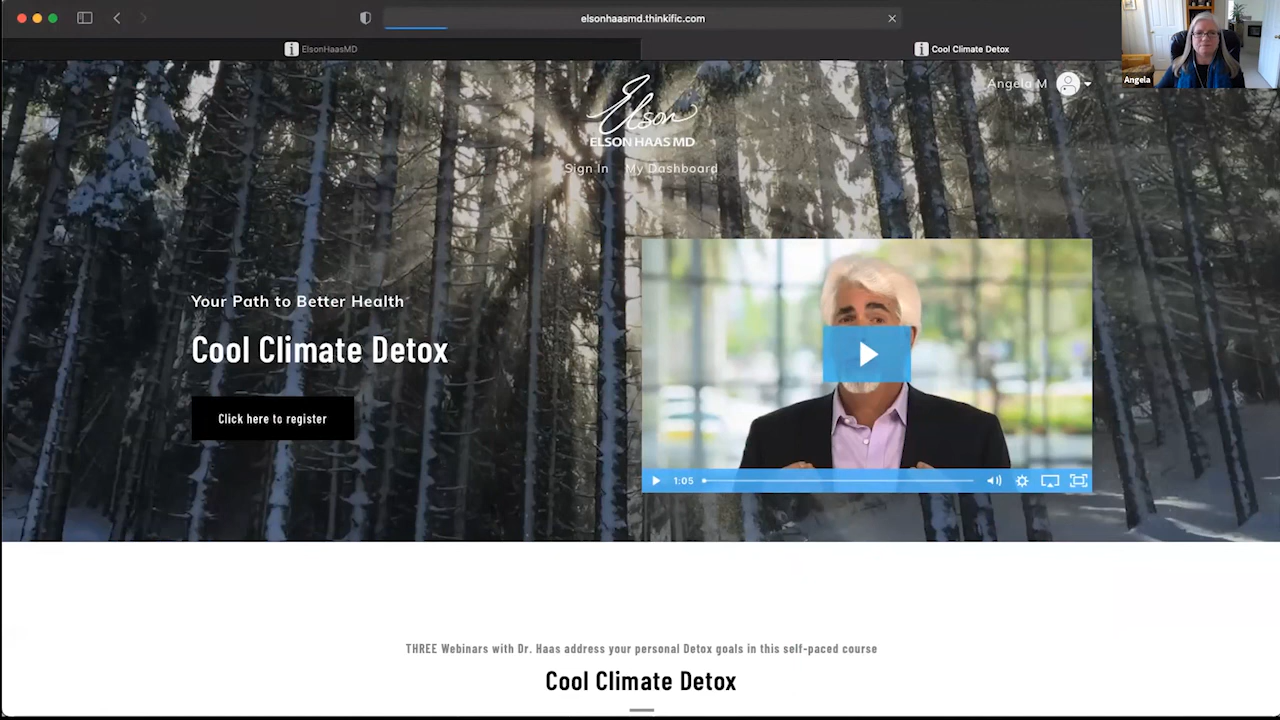 elsonhaasmd.thinkific.com
ElsonHaasMD
Cool Climate Detox
Angela
Angela M
Elson
ELSON HAAS MD
Sign In My Dashboard
Your Path to Better Health
Cool Climate Detox
Click here to register
1:05
THREE Webinars with Dr. Haas address your personal Detox goals in this self-paced course
Cool Climate Detox